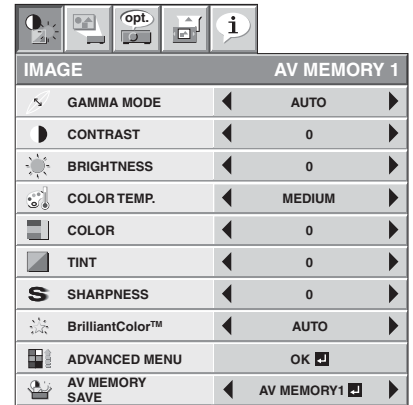 opt.
i
IMAGE AV MEMORY 1
GAMMA MODE AUTO
CONTRAST 0
BRIGHTNESS 0
COLOR TEMP. MEDIUM
COLOR 0
TINT 0
S SHARPNESS 0
BrilliantColor™ AUTO
ADVANCED MENU OK
AV MEMORY
SAVE AV MEMORY1